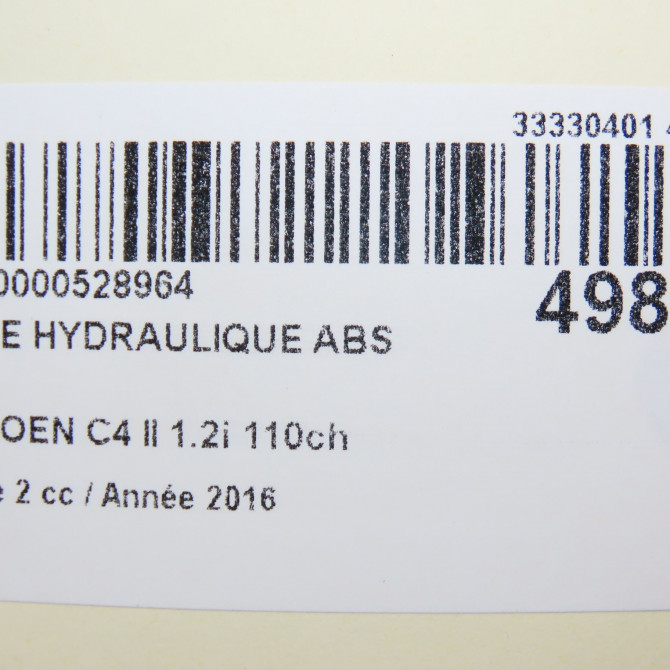 33330401
0000528964
498
E HYDRAULIQUE ABS
OEN C4 II 1.2i 110ch
e 2 cc / Année 2016